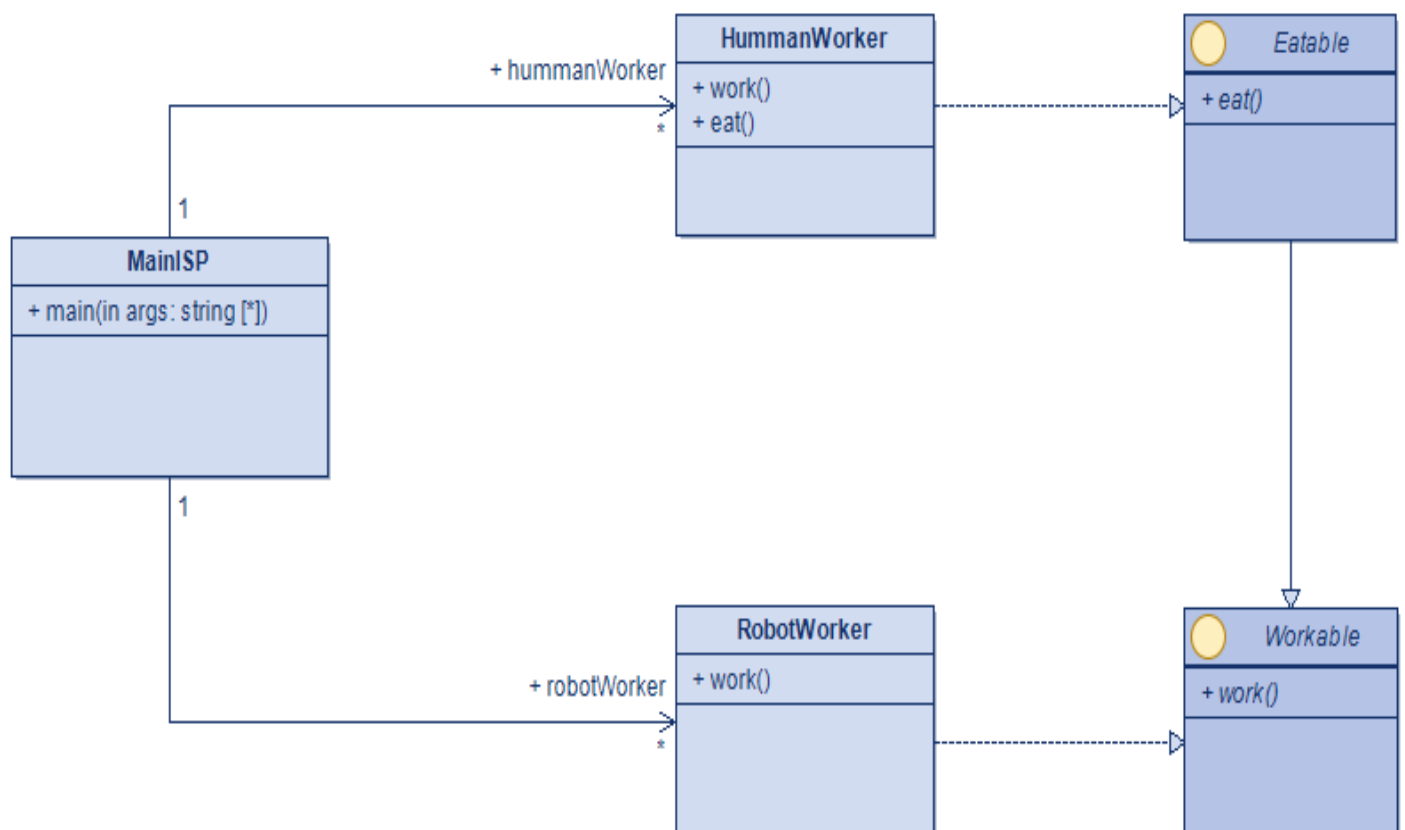 HummanWorker
+ work()
+ eat()
Eatable
+ eat()
+ hummanWorker
*
1
MainISP
+ main(in args: string [*])
1
+ robotWorker
*
RobotWorker
+ work()
Workable
+ work()